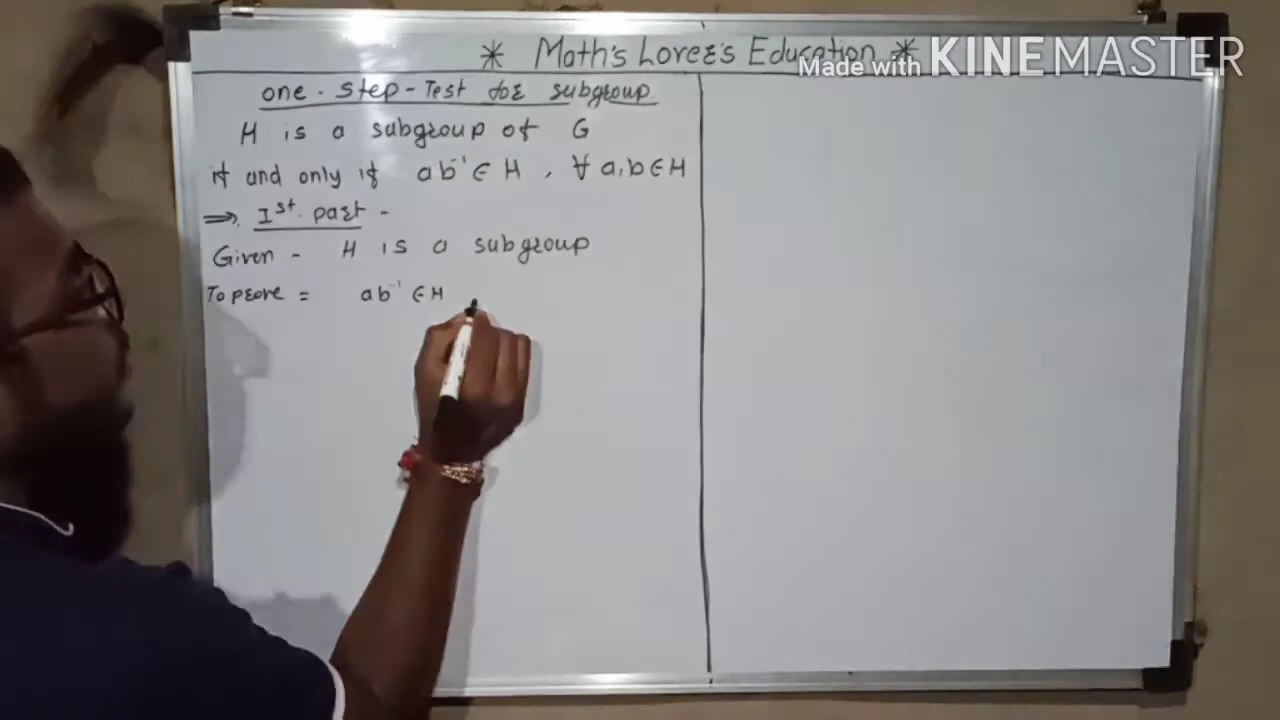 * Math's Lover's Education *
Made with KINEMASTER
one - Step - Test for subgroup
H is a subgroup of G
if and only if ab⁻¹ ∈ H , ∀ a,b ∈ H
⇒ Ist part -
Given - H is a subgroup
To prove = ab⁻¹ ∈ H